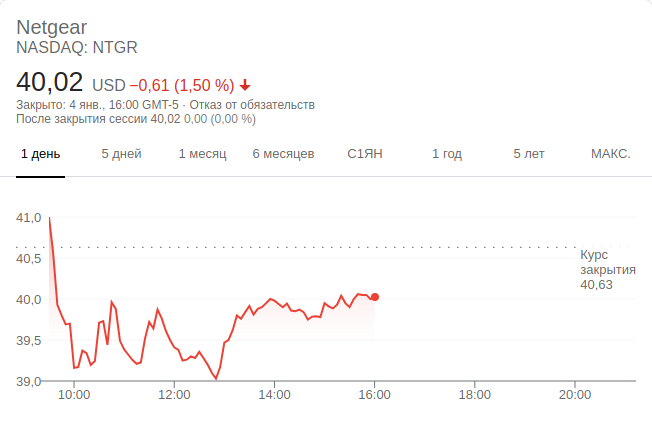 Netgear
NASDAQ: NTGR
40,02 USD −0,61 (1,50 %)
Закрыто: 4 янв., 16:00 GMT-5 · Отказ от обязательств
После закрытия сессии 40,02 0,00 (0,00 %)
1 день 5 дней 1 месяц 6 месяцев С1ЯН 1 год 5 лет МАКС.
41,0
40,5
40,0
39,5
39,0
Курс
закрытия
40,63
10:00 12:00 14:00 16:00 18:00 20:00